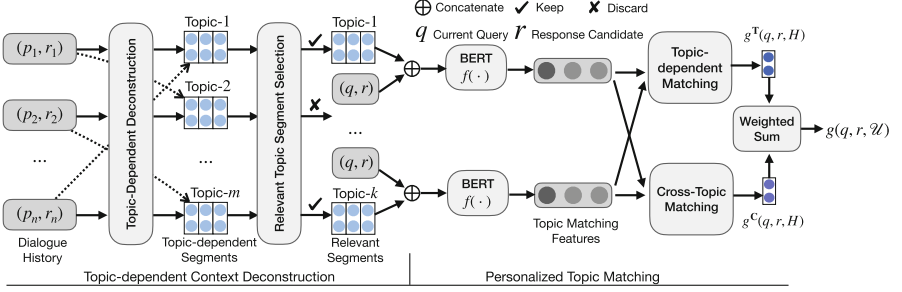 ⊕ Concatenate ✓ Keep ✗ Discard
q Current Query r Response Candidate
(p₁, r₁)
(p₂, r₂)
...
(pₙ, rₙ)
Dialogue
History
Topic-Dependent Deconstruction
Topic-1
Topic-2
...
Topic-m
Topic-dependent
Segments
Relevant Topic Segment Selection
✓
✗
✓
Topic-1
(q, r)
...
(q, r)
Topic-k
Relevant
Segments
⊕
⊕
BERT
f(·)
BERT
f(·)
Topic Matching
Features
Topic-
dependent
Matching
Cross-Topic
Matching
gᵀ(q, r, H)
Weighted
Sum
g(q, r, 𝒰)
gᶜ(q, r, H)
Topic-dependent Context Deconstruction
Personalized Topic Matching